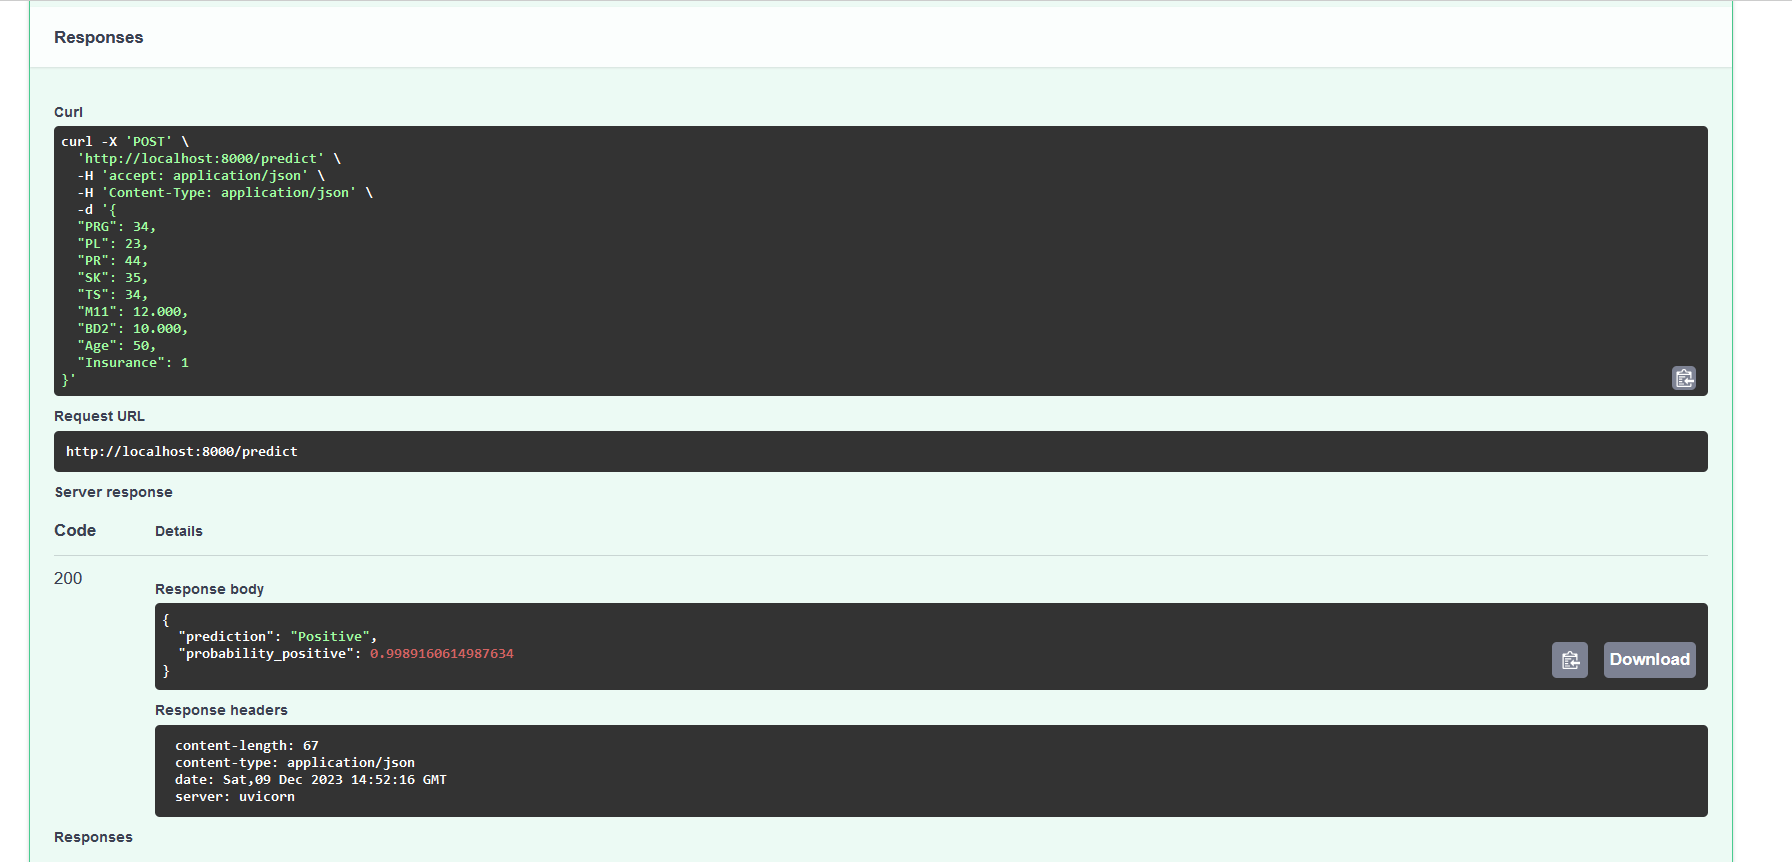 Responses
Curl
curl -X 'POST' \
  'http://localhost:8000/predict' \
  -H 'accept: application/json' \
  -H 'Content-Type: application/json' \
  -d '{
  "PRG": 34,
  "PL": 23,
  "PR": 44,
  "SK": 35,
  "TS": 34,
  "M11": 12.000,
  "BD2": 10.000,
  "Age": 50,
  "Insurance": 1
}'
Request URL
http://localhost:8000/predict
Server response
Code Details
200
Response body
{
  "prediction": "Positive",
  "probability_positive": 0.9989160614987634
}
Download
Response headers
content-length: 67
content-type: application/json
date: Sat,09 Dec 2023 14:52:16 GMT
server: uvicorn
Responses